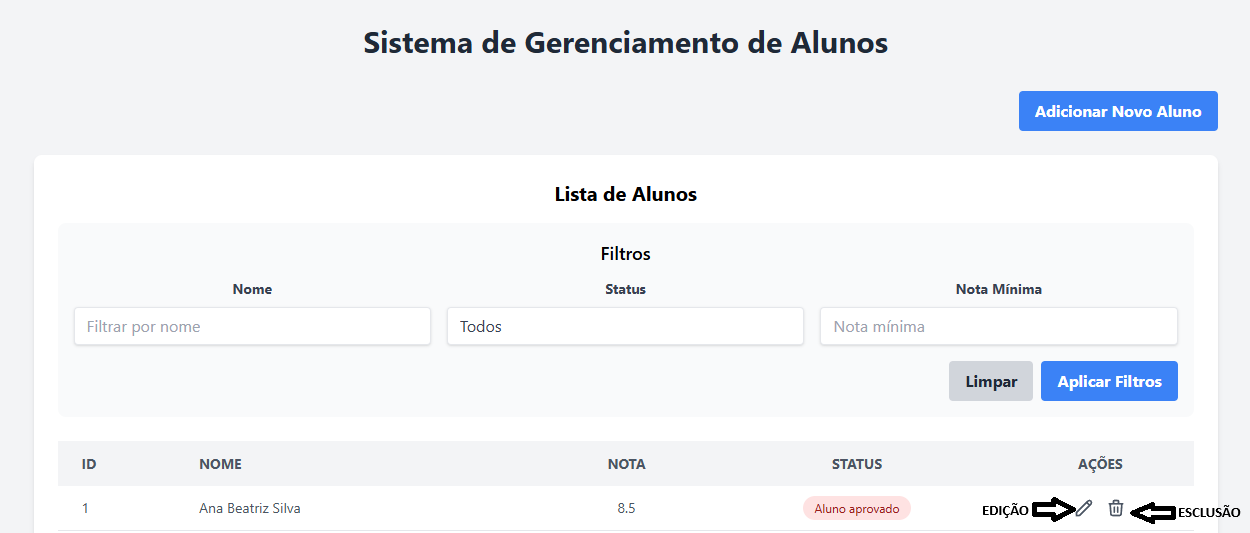 Sistema de Gerenciamento de Alunos
Adicionar Novo Aluno
Lista de Alunos
Filtros
Nome Status Nota Mínima
Filtrar por nome Todos Nota mínima
Limpar Aplicar Filtros
ID NOME NOTA STATUS AÇÕES
1 Ana Beatriz Silva 8.5 Aluno aprovado EDIÇÃO ESCLUSÃO